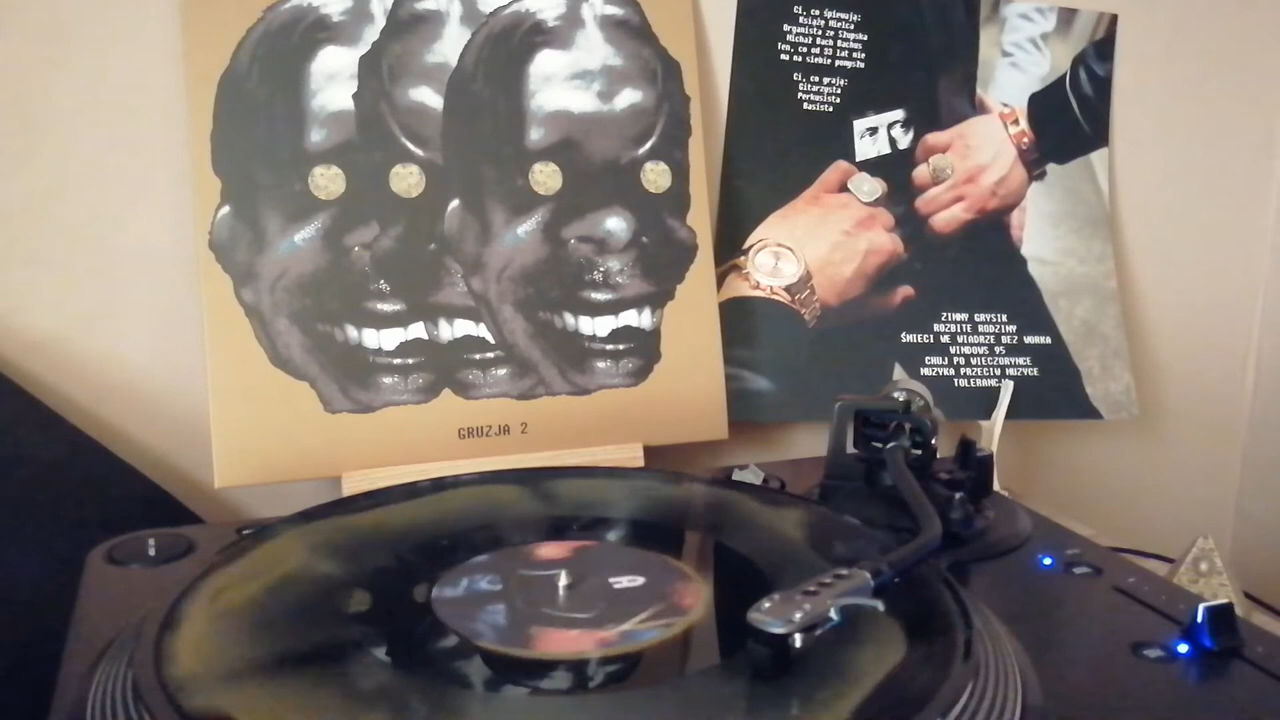 GRUZJA 2
Ci, co śpiewają:
Książę Mielca
Organista ze Słupska
Michał Bach Bachus
Ten, co od 33 lat nie
ma na siebie pomysłu
Ci, co grają:
Gitarzysta
Perkusista
Basista
ZIMNY GRYSIK
ROZBITE RODZINY
ŚMIECI WE WIADRZE BEZ WORKA
WINDOWS 95
CHUJ PO WIECZORYNCE
MUZYKA PRZECIW MUZYCE
TOLERANCJA
A